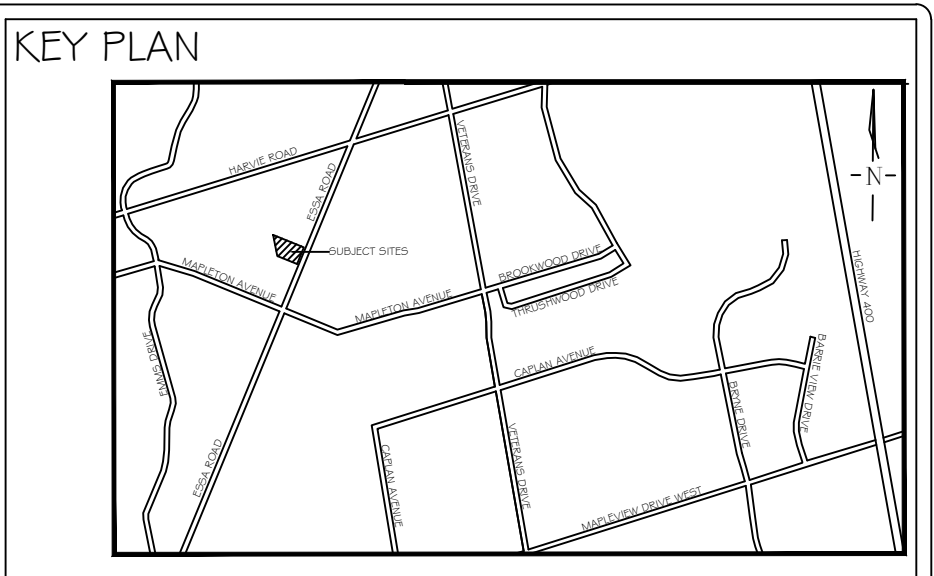 KEY PLAN
HARVIE ROAD
VETERANS DRIVE
ESSA ROAD
N
SUBJECT SITES
MAPLETON AVENUE
BROOKWOOD DRIVE
MAPLETON AVENUE
THRUSHWOOD DRIVE
HIGHWAY 400
EMMS DRIVE
CAPLAN AVENUE
BARRIE VIEW DRIVE
BRYNE DRIVE
ESSA ROAD
CAPLAN AVENUE
VETERANS DRIVE
MAPLEVIEW DRIVE WEST